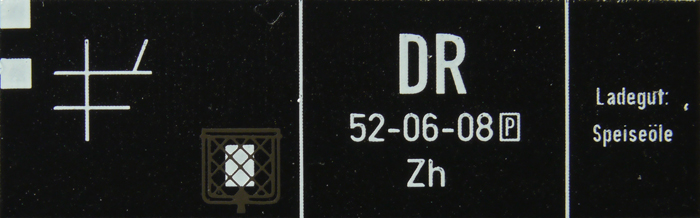 DR
52-06-08 P
Zh
Ladegut:
Speiseöle